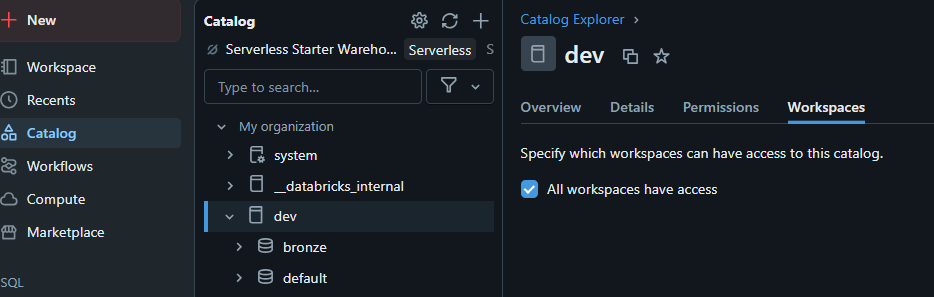 New
Workspace
Recents
Catalog
Workflows
Compute
Marketplace
SQL
Catalog
Serverless Starter Wareho... Serverless S
Type to search...
My organization
system
__databricks_internal
dev
bronze
default
Catalog Explorer >
dev
Overview Details Permissions Workspaces
Specify which workspaces can have access to this catalog.
All workspaces have access